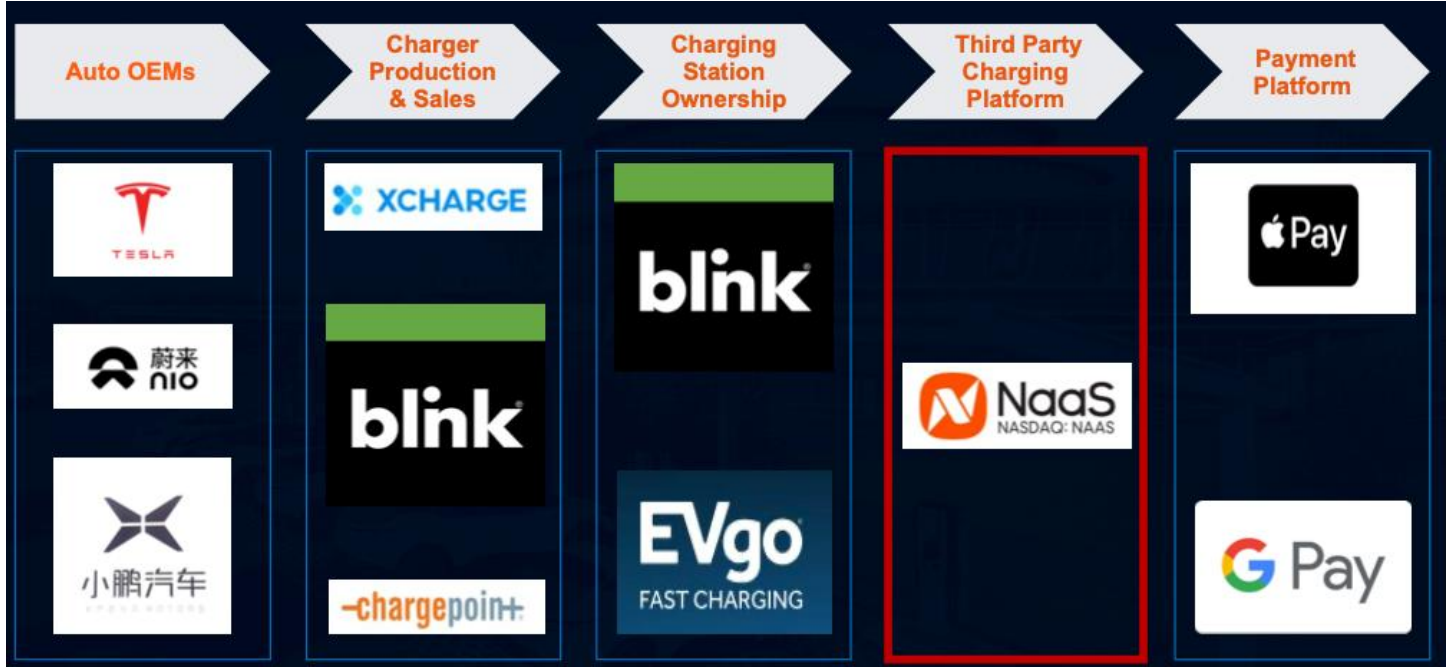 Auto OEMs
Charger
Production
& Sales
Charging
Station
Ownership
Third Party
Charging
Platform
Payment
Platform
TESLA
蔚来
NIO
小鹏汽车
XCHARGE
blink
-chargepoin+
blink
EVgo
FAST CHARGING
NaaS
NASDAQ: NAAS
Pay
G Pay